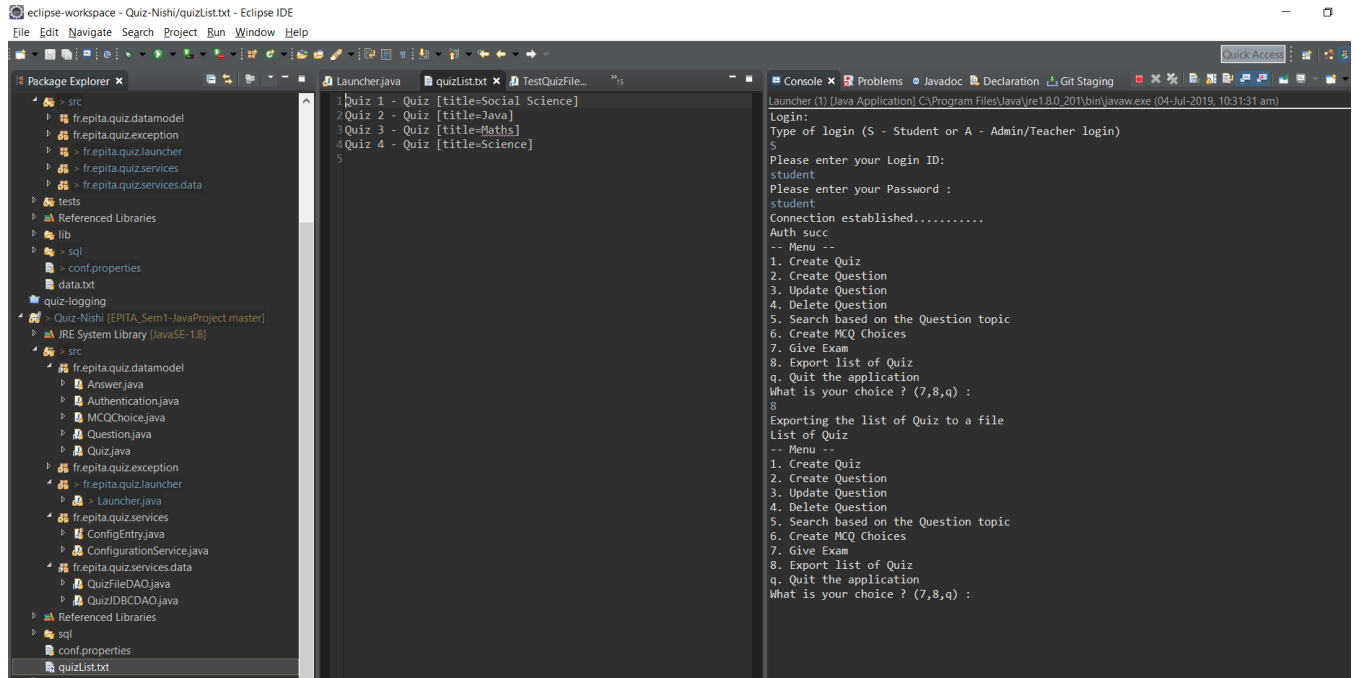 eclipse-workspace - Quiz-Nishi/quizList.txt - Eclipse IDE
File Edit Navigate Search Project Run Window Help
Quick Access
Package Explorer
> src
fr.epita.quiz.datamodel
fr.epita.quiz.exception
> fr.epita.quiz.launcher
> fr.epita.quiz.services
> fr.epita.quiz.services.data
tests
Referenced Libraries
lib
> sql
> conf.properties
data.txt
quiz-logging
> Quiz-Nishi [EPITA_Sem1-JavaProject master]
JRE System Library [JavaSE-1.8]
> src
fr.epita.quiz.datamodel
Answer.java
Authentication.java
MCQChoice.java
Question.java
Quiz.java
fr.epita.quiz.exception
> fr.epita.quiz.launcher
> Launcher.java
fr.epita.quiz.services
ConfigEntry.java
ConfigurationService.java
fr.epita.quiz.services.data
QuizFileDAO.java
QuizJDBCDAO.java
Referenced Libraries
sql
conf.properties
quizList.txt
Launcher.java quizList.txt TestQuizFile... »15
1 Quiz 1 - Quiz [title=Social Science]
2 Quiz 2 - Quiz [title=Java]
3 Quiz 3 - Quiz [title=Maths]
4 Quiz 4 - Quiz [title=Science]
5
Console Problems Javadoc Declaration Git Staging
Launcher (1) [Java Application] C:\Program Files\Java\jre1.8.0_201\bin\javaw.exe (04-Jul-2019, 10:31:31 am)
Login:
Type of login (S - Student or A - Admin/Teacher login)
S
Please enter your Login ID:
student
Please enter your Password :
student
Connection established...........
Auth succ
-- Menu --
1. Create Quiz
2. Create Question
3. Update Question
4. Delete Question
5. Search based on the Question topic
6. Create MCQ Choices
7. Give Exam
8. Export list of Quiz
q. Quit the application
What is your choice ? (7,8,q) :
8
Exporting the list of Quiz to a file
List of Quiz
-- Menu --
1. Create Quiz
2. Create Question
3. Update Question
4. Delete Question
5. Search based on the Question topic
6. Create MCQ Choices
7. Give Exam
8. Export list of Quiz
q. Quit the application
What is your choice ? (7,8,q) :